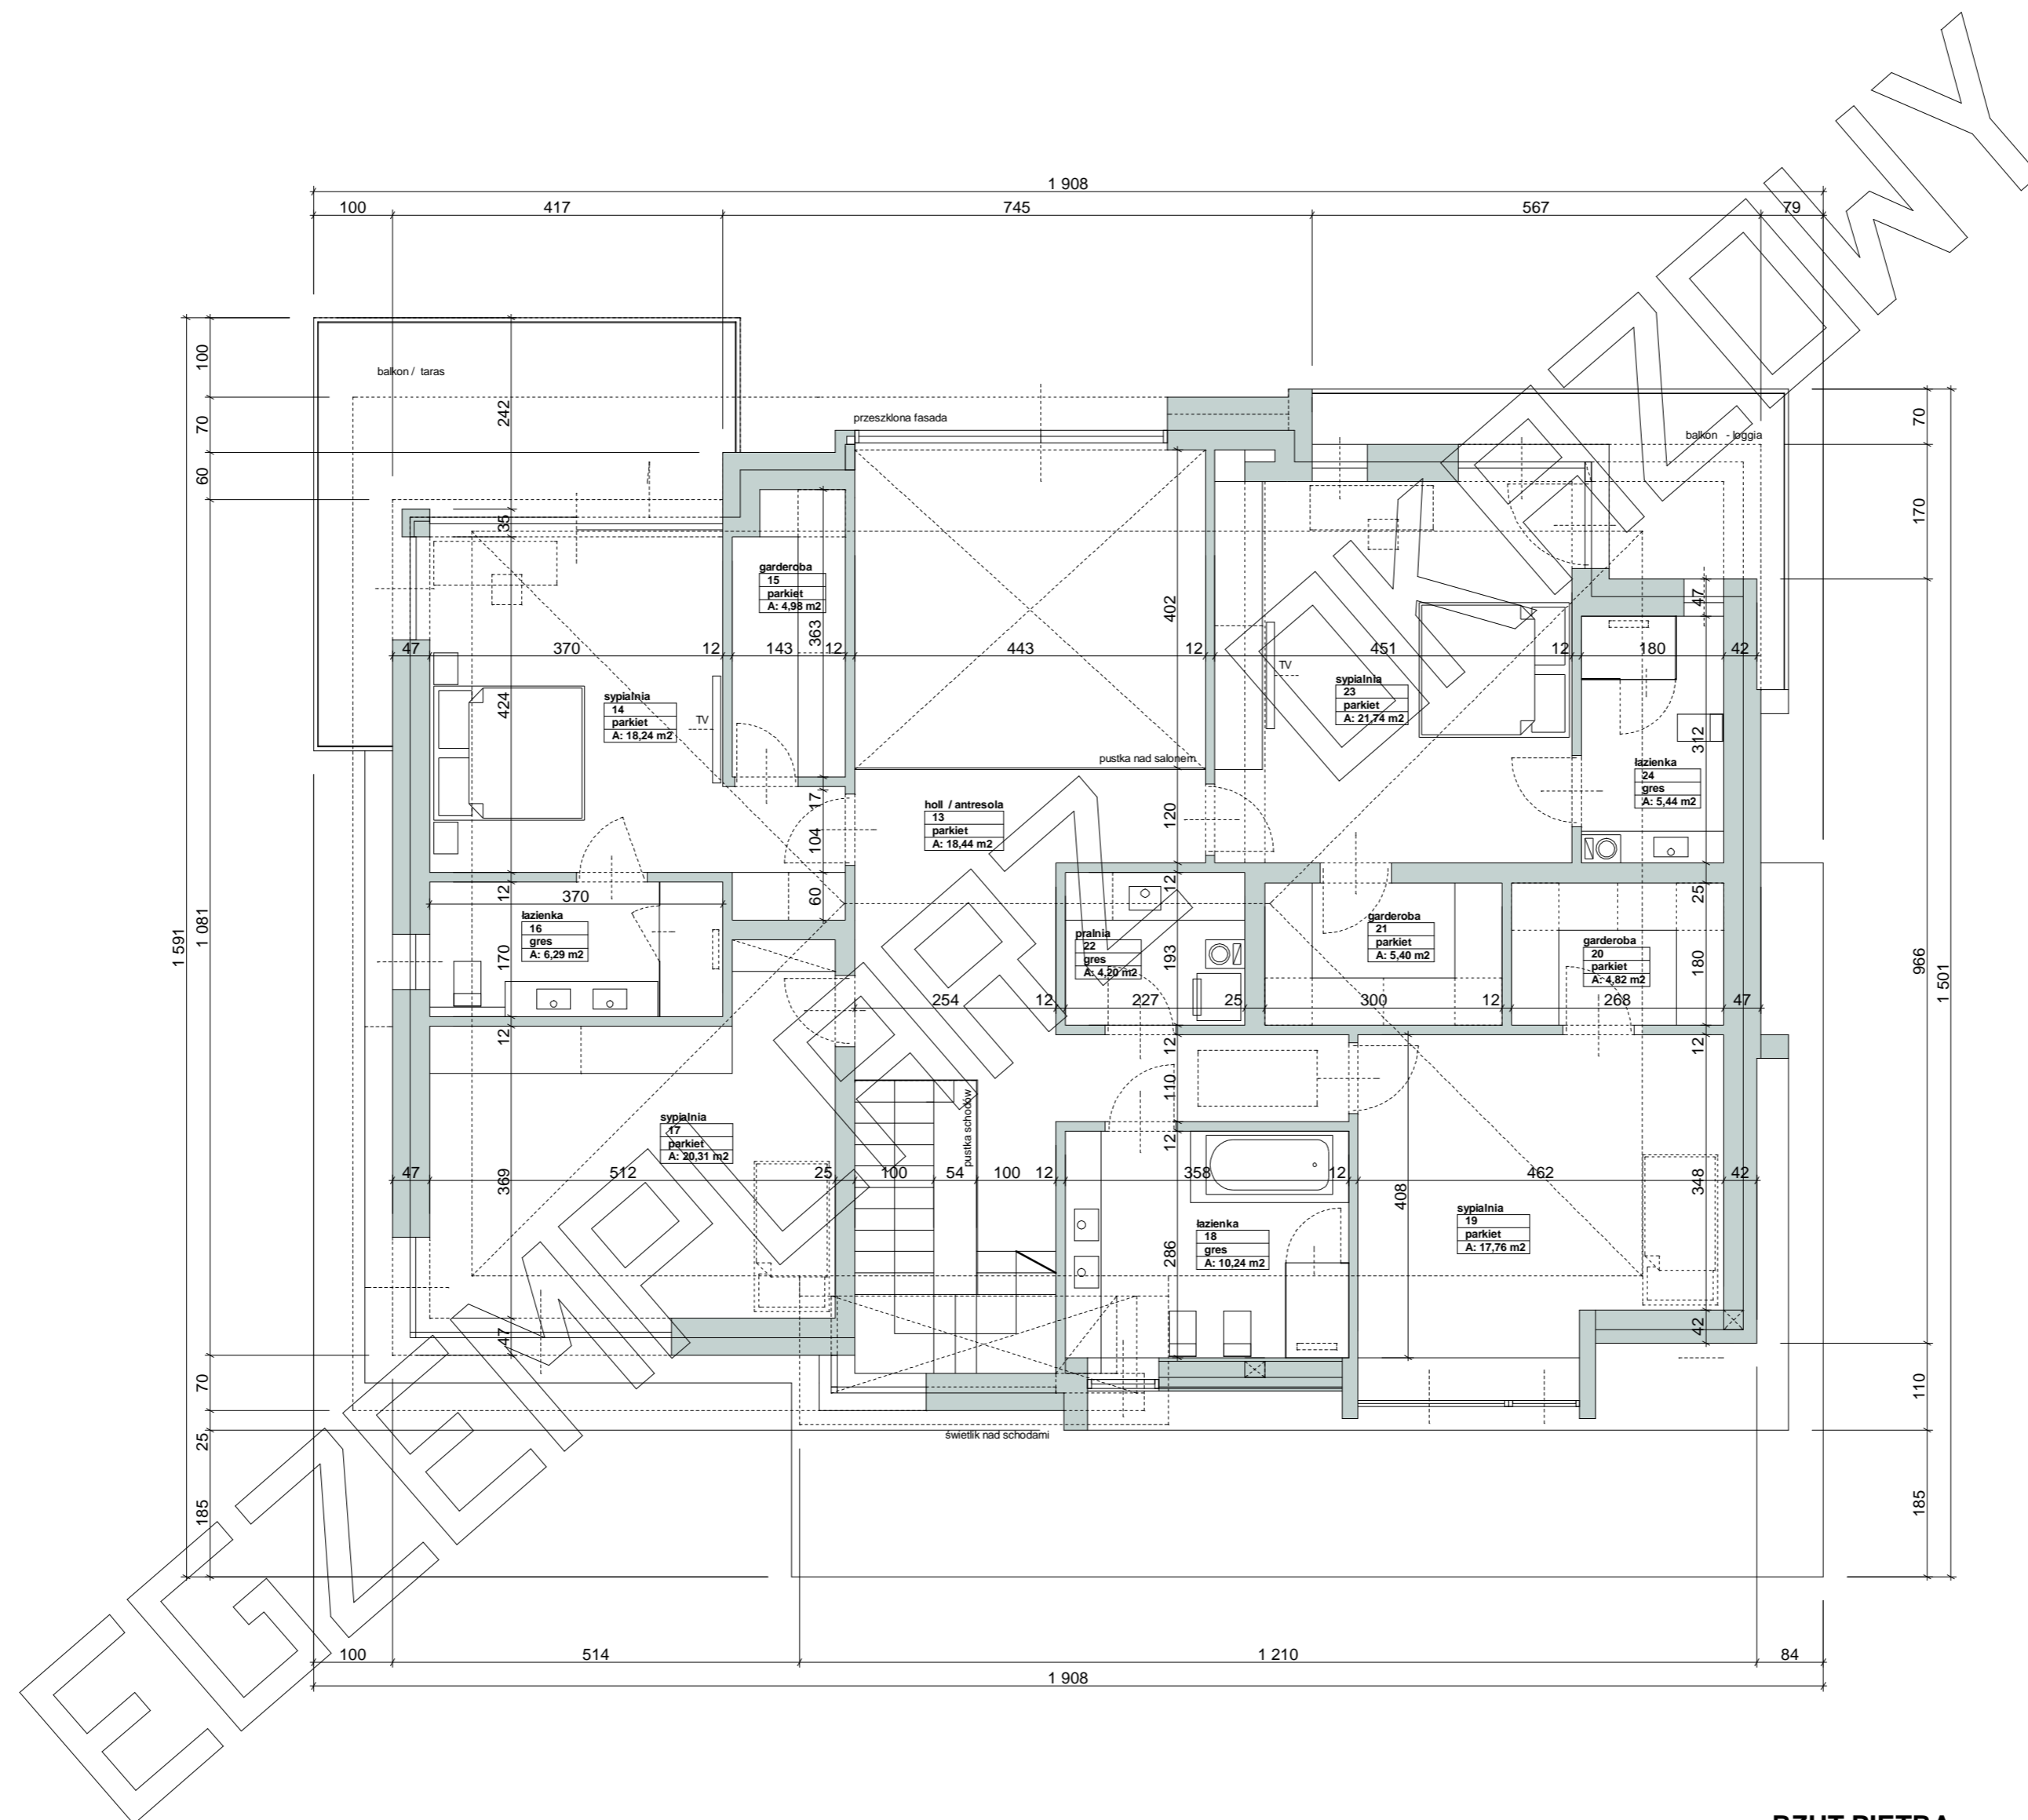 1 908
100 417 745 567 79
100
70
60
1 081
1 591
70
25
185
balkon / taras
242
35
424
12
170
12
369
47
przeszklona fasada
balkon - loggia
70
170
966
1 501
110
185
garderoba
15
parkiet
A: 4,98 m2
363
17
104
60
402
120
47 370 12 143 12 443 12 451 12 180 42
sypialnia
14
parkiet
A: 18,24 m2
TV
TV
sypialnia
23
parkiet
A: 21,74 m2
47
312
25
180
12
348
42
pustka nad salonem
łazienka
24
gres
A: 5,44 m2
holl / antresola
13
parkiet
A: 18,44 m2
370
łazienka
16
gres
A: 6,29 m2
12
193
12
110
12
286
pralnia
22
gres
A: 4,20 m2
garderoba
21
parkiet
A: 5,40 m2
garderoba
20
parkiet
A: 4,82 m2
254 12 227 25 300 12 268 47
sypialnia
17
parkiet
A: 20,31 m2
pustka schodów
47 512 25 100 54 100 12 358 12 462 42
408
łazienka
18
gres
A: 10,24 m2
sypialnia
19
parkiet
A: 17,76 m2
świetlik nad schodami
100 514 1 210 84
1 908
EGZEMPLARZ POKAZOWY